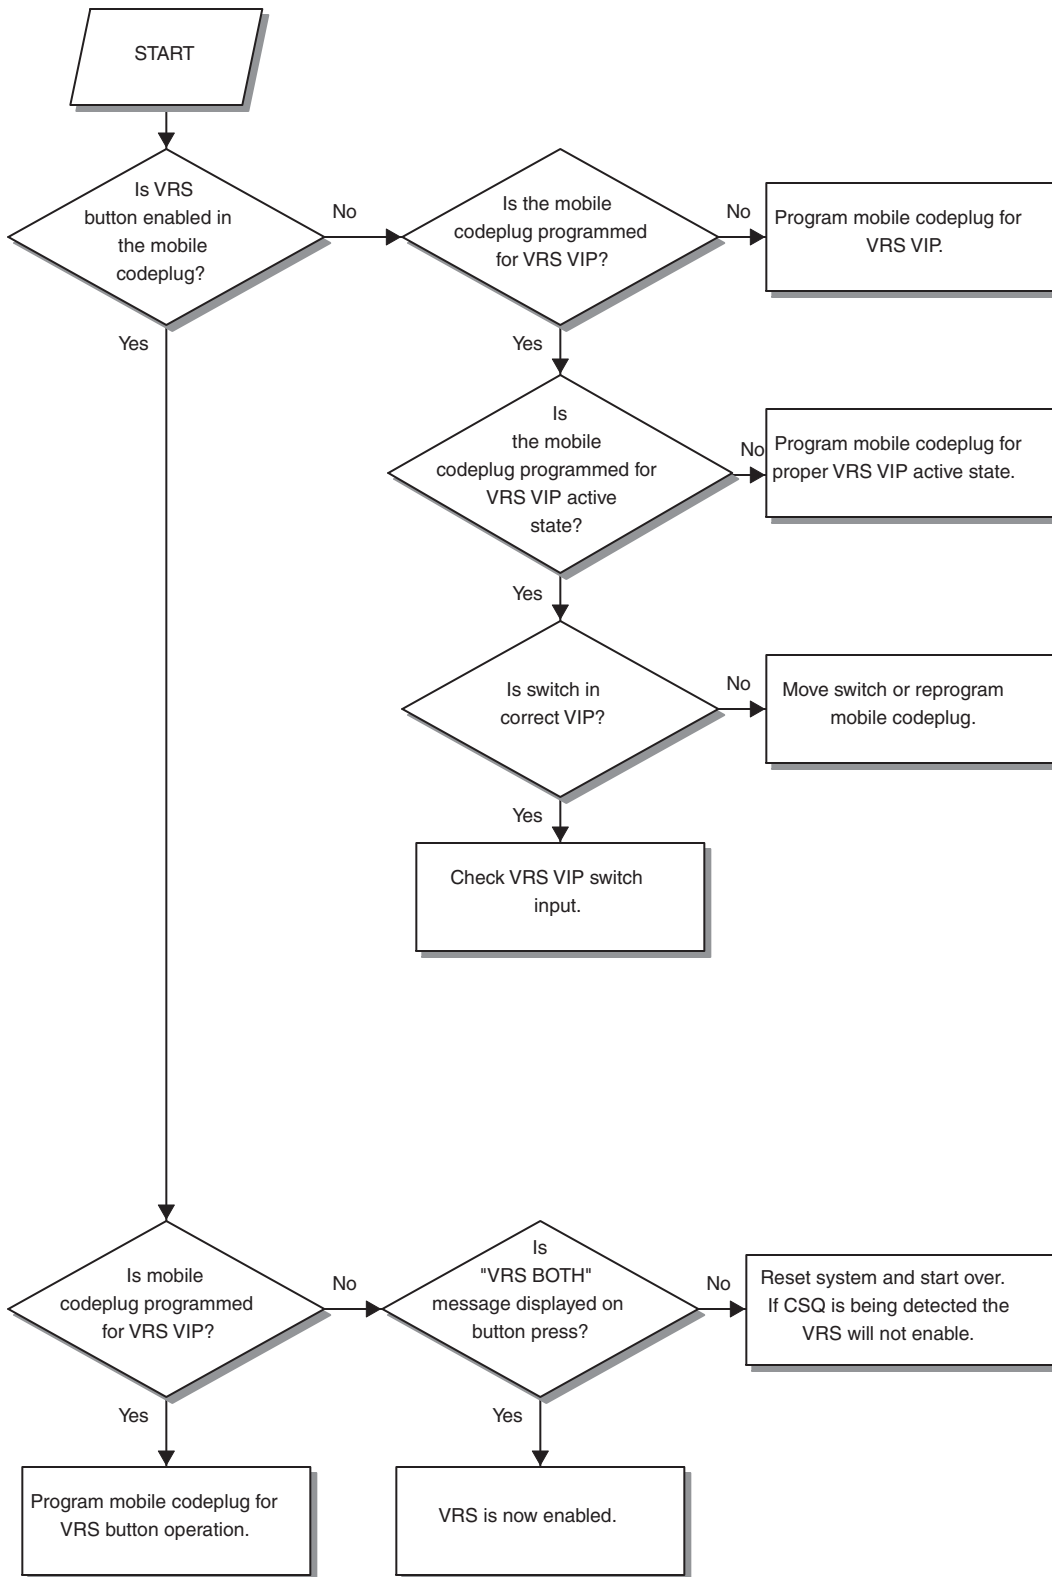 START
Is VRS
button enabled in
the mobile
codeplug?
No
Is the mobile
codeplug programmed
for VRS VIP?
No
Program mobile codeplug for
VRS VIP.
Yes
Yes
Is
the mobile
codeplug programmed for
VRS VIP active
state?
No
Program mobile codeplug for
proper VRS VIP active state.
Yes
Is switch in
correct VIP?
No
Move switch or reprogram
mobile codeplug.
Yes
Check VRS VIP switch
input.
Is mobile
codeplug programmed
for VRS VIP?
No
Is
"VRS BOTH"
message displayed on
button press?
No
Reset system and start over.
If CSQ is being detected the
VRS will not enable.
Yes
Yes
Program mobile codeplug for
VRS button operation.
VRS is now enabled.